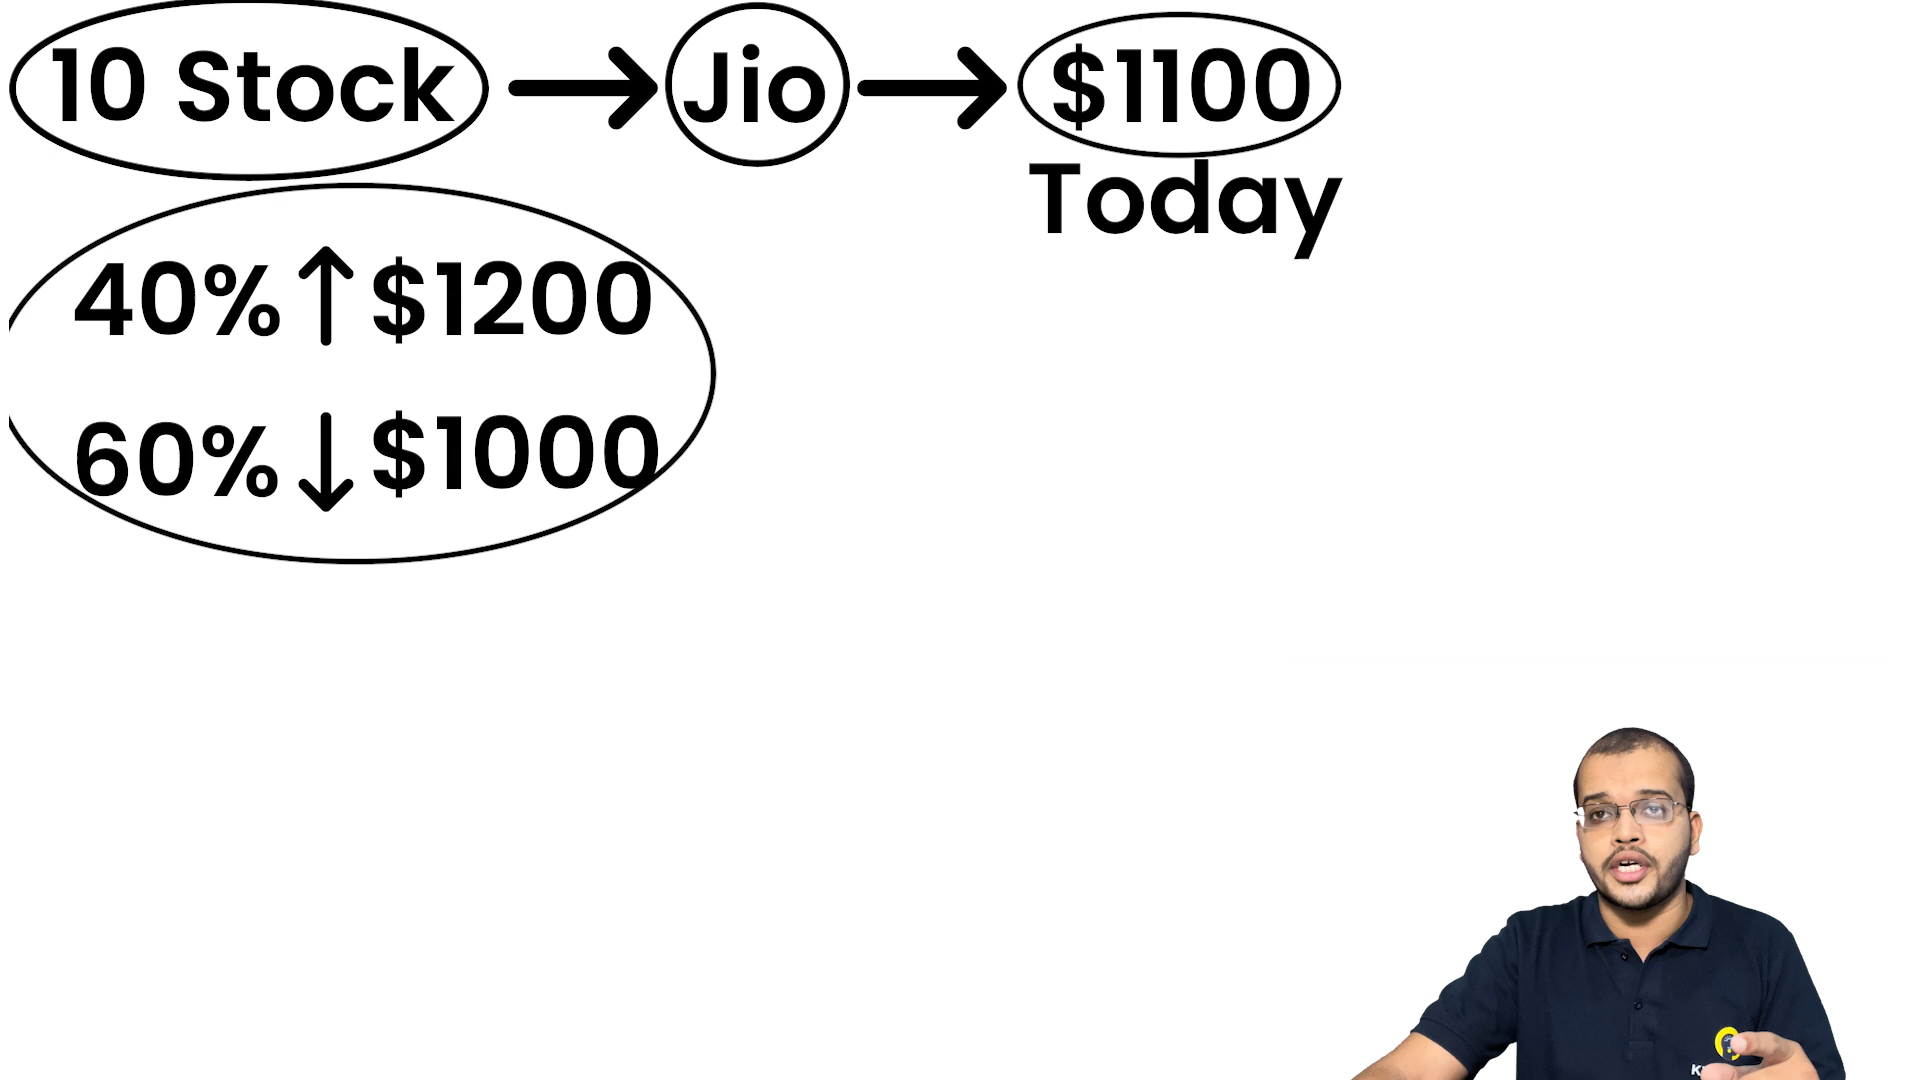 10 Stock → Jio → $1100
Today
40% ↑ $1200
60% ↓ $1000